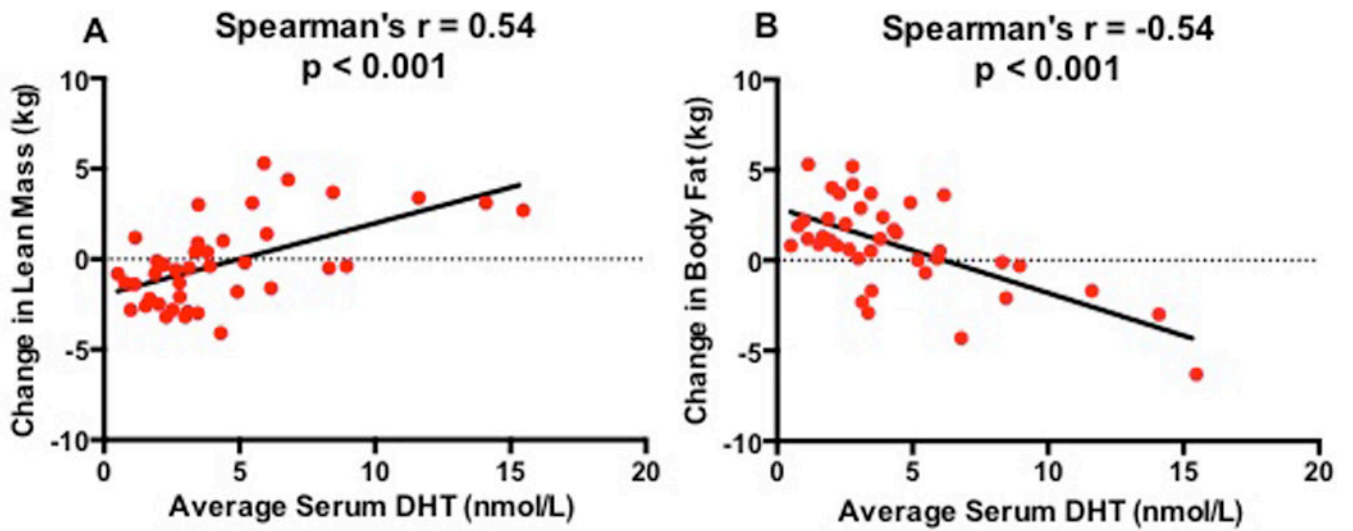 A
Spearman's r = 0.54
p < 0.001
Change in Lean Mass (kg)
10
5
0
-5
-10
0 5 10 15 20
Average Serum DHT (nmol/L)
B
Spearman's r = -0.54
p < 0.001
Change in Body Fat (kg)
10
5
0
-5
-10
0 5 10 15 20
Average Serum DHT (nmol/L)